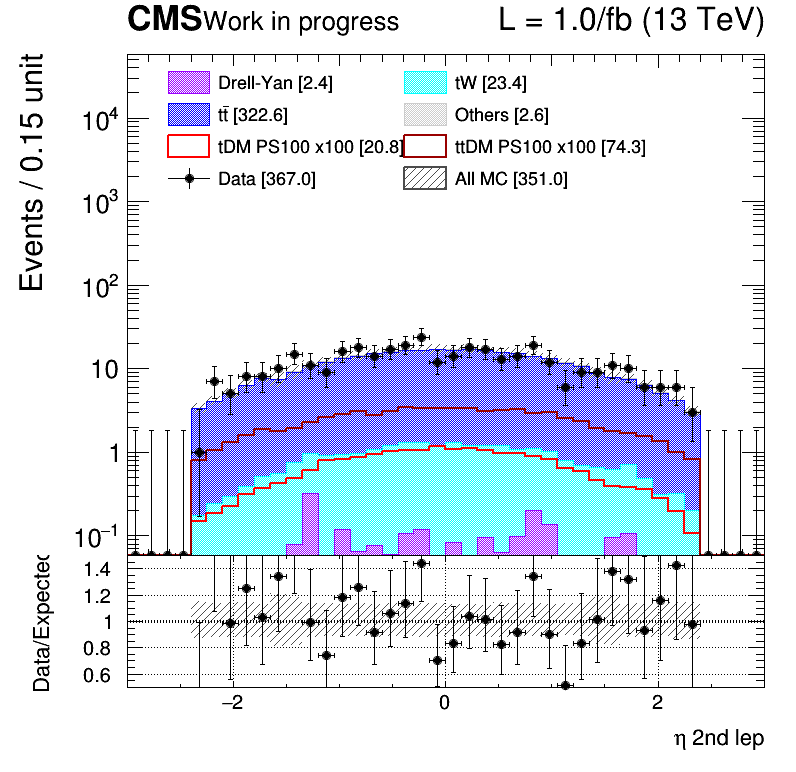 CMS Work in progress L = 1.0/fb (13 TeV)
Events / 0.15 unit
Drell-Yan [2.4] tW [23.4]
tt̄ [322.6] Others [2.6]
tDM PS100 x100 [20.8] ttDM PS100 x100 [74.3]
Data [367.0] All MC [351.0]
10⁴
10³
10²
10
1
10⁻¹
Data/Expected
1.4
1.2
1
0.8
0.6
−2 0 2
η 2nd lep